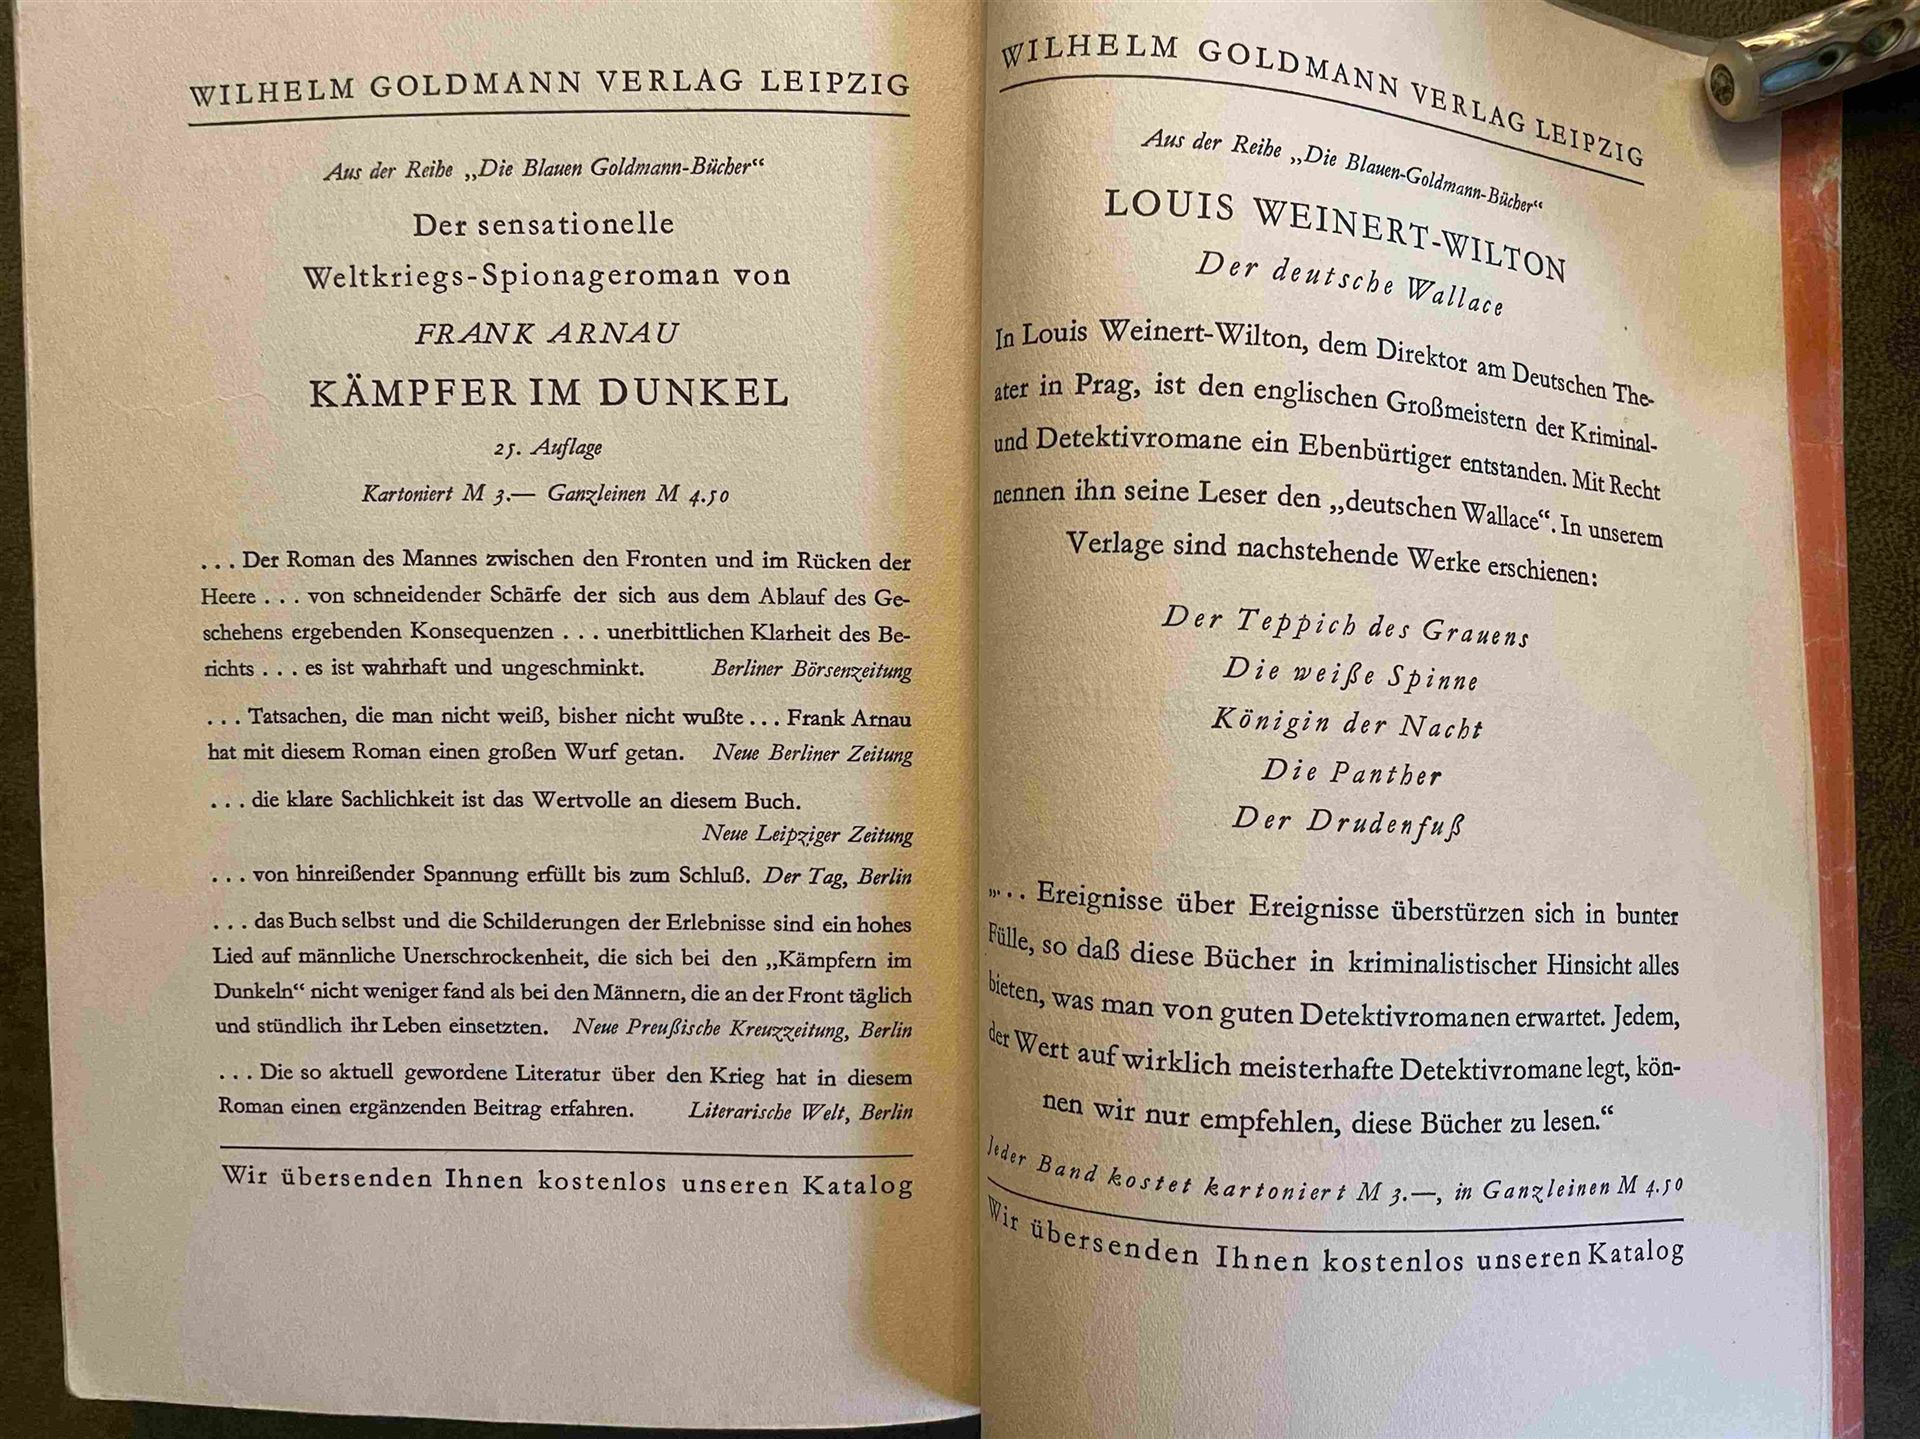 WILHELM GOLDMANN VERLAG LEIPZIG
Aus der Reihe „Die Blauen Goldmann-Bücher“
Der sensationelle
Weltkriegs-Spionageroman von
FRANK ARNAU
KÄMPFER IM DUNKEL
25. Auflage
Kartoniert M 3.— Ganzleinen M 4.50
... Der Roman des Mannes zwischen den Fronten und im Rücken der
Heere ... von schneidender Schärfe der sich aus dem Ablauf des Ge-
schehens ergebenden Konsequenzen ... unerbittlichen Klarheit des Be-
richts ... es ist wahrhaft und ungeschminkt. Berliner Börsenzeitung
... Tatsachen, die man nicht weiß, bisher nicht wußte ... Frank Arnau
hat mit diesem Roman einen großen Wurf getan. Neue Berliner Zeitung
... die klare Sachlichkeit ist das Wertvolle an diesem Buch.
Neue Leipziger Zeitung
... von hinreißender Spannung erfüllt bis zum Schluß. Der Tag, Berlin
... das Buch selbst und die Schilderungen der Erlebnisse sind ein hohes
Lied auf männliche Unerschrockenheit, die sich bei den „Kämpfern im
Dunkeln“ nicht weniger fand als bei den Männern, die an der Front täglich
und stündlich ihr Leben einsetzten. Neue Preußische Kreuzzeitung, Berlin
... Die so aktuell gewordene Literatur über den Krieg hat in diesem
Roman einen ergänzenden Beitrag erfahren. Literarische Welt, Berlin
Wir übersenden Ihnen kostenlos unseren Katalog
WILHELM GOLDMANN VERLAG LEIPZIG
Aus der Reihe „Die Blauen-Goldmann-Bücher“
LOUIS WEINERT-WILTON
Der deutsche Wallace
In Louis Weinert-Wilton, dem Direktor am Deutschen The-
ater in Prag, ist den englischen Großmeistern der Kriminal-
und Detektivromane ein Ebenbürtiger entstanden. Mit Recht
nennen ihn seine Leser den „deutschen Wallace“. In unserem
Verlage sind nachstehende Werke erschienen:
Der Teppich des Grauens
Die weiße Spinne
Königin der Nacht
Die Panther
Der Drudenfuß
„... Ereignisse über Ereignisse überstürzen sich in bunter
Fülle, so daß diese Bücher in kriminalistischer Hinsicht alles
bieten, was man von guten Detektivromanen erwartet. Jedem,
der Wert auf wirklich meisterhafte Detektivromane legt, kön-
nen wir nur empfehlen, diese Bücher zu lesen.“
Jeder Band kostet kartoniert M 3.—, in Ganzleinen M 4.50
Wir übersenden Ihnen kostenlos unseren Katalog